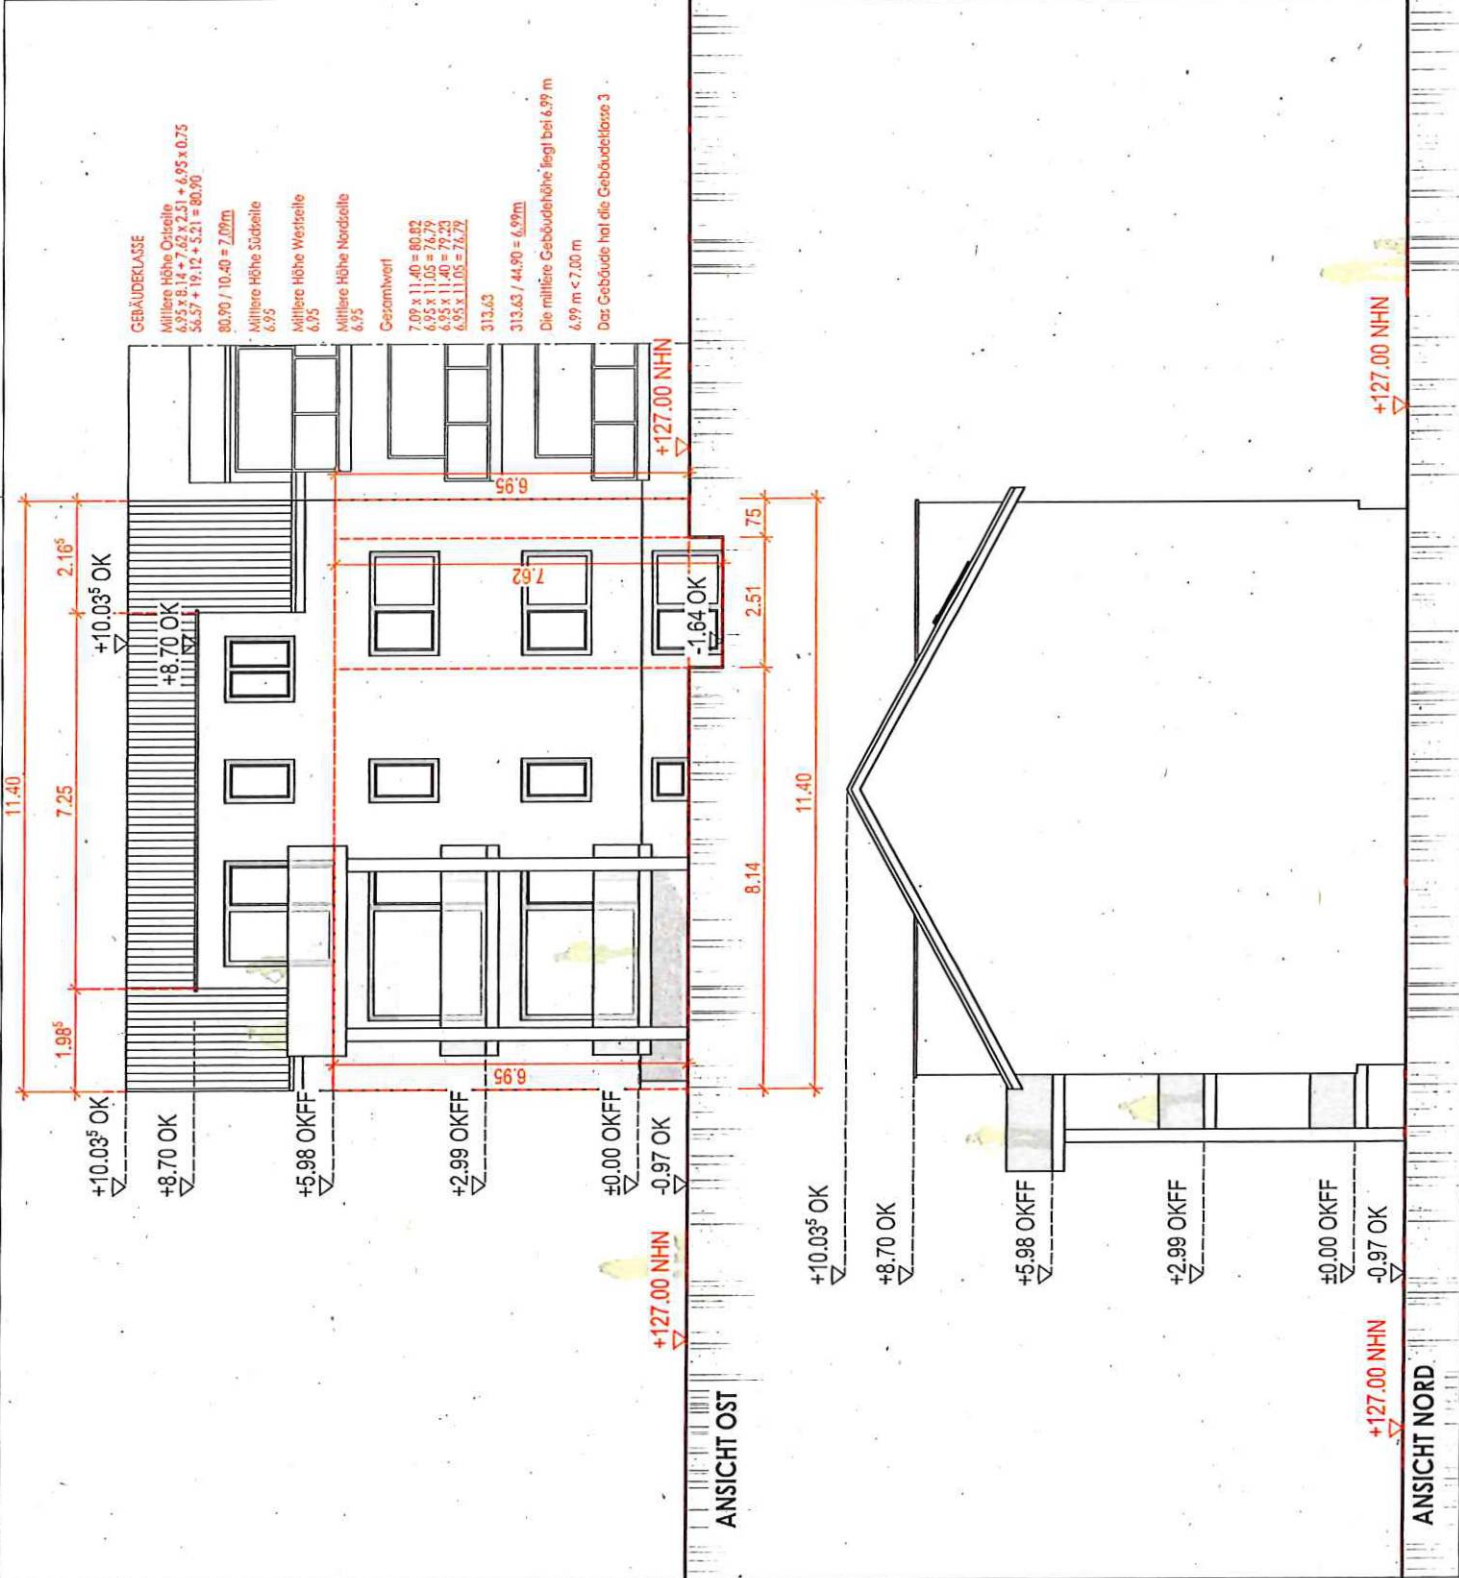 GEBÄUDEKLASSE
Mittlere Höhe Ostseite
6.95 x 8.14 + 7.62 x 2.51 + 6.95 x 0.75
56.57 + 19.12 + 5.21 = 80.90
80.90 / 10.40 = 7.09m
Mittlere Höhe Südseite
6.95
Mittlere Höhe Westseite
6.95
Mittlere Höhe Nordseite
6.95
Gesamtwert
7.09 x 11.40 = 80.82
6.95 x 11.05 = 76.79
6.95 x 11.40 = 79.23
6.95 x 11.05 = 76.79
313.63
313.63 / 44.90 = 6.99m
Die mittlere Gebäudehöhe liegt bei 6.99 m
6.99 m < 7.00 m
Das Gebäude hat die Gebäudeklasse 3
11.40
1.98⁵
7.25
2.16⁵
+10.03⁵ OK
+10.03⁵ OK
+8.70 OK
+8.70 OK
+5.98 OKFF
+2.99 OKFF
±0.00 OKFF
-0.97 OK
6.95
7.62
6.95
-1.64 OK
+127.00 NHN
+127.00 NHN
8.14
2.51
75
11.40
ANSICHT OST
+10.03⁵ OK
+8.70 OK
+5.98 OKFF
+2.99 OKFF
±0.00 OKFF
-0.97 OK
+127.00 NHN
+127.00 NHN
ANSICHT NORD